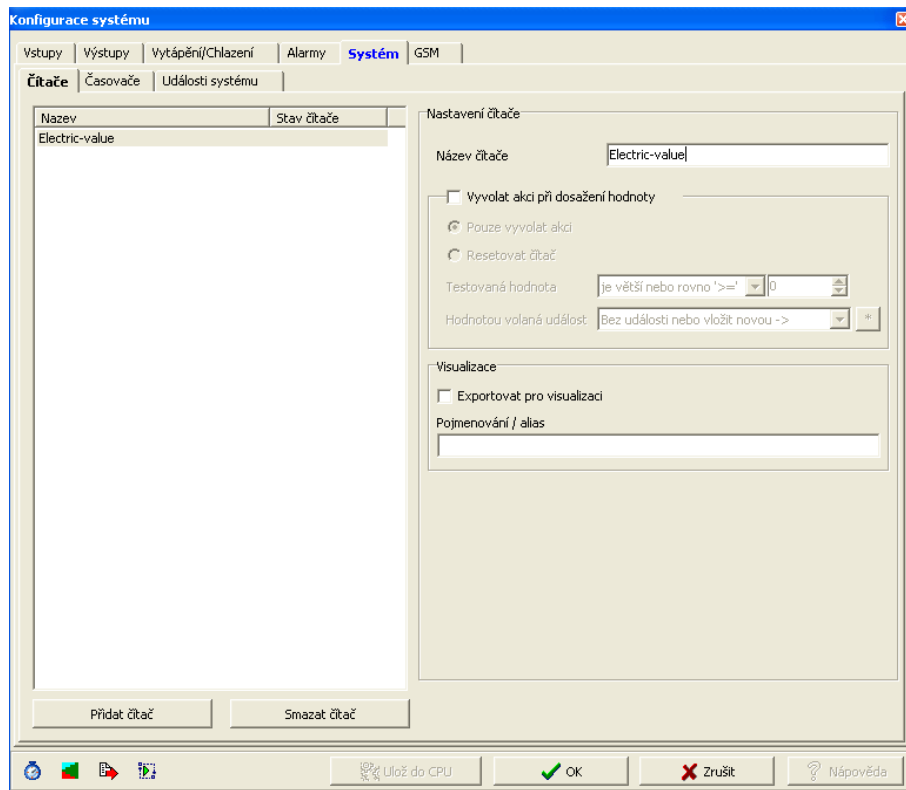 Konfigurace systému
Vstupy Výstupy Vytápění/Chlazení Alarmy Systém GSM
Čítače Časovače Události systému
Nazev Stav čítače
Electric-value
Nastavení čítače
Název čítače Electric-value
Vyvolat akci při dosažení hodnoty
Pouze vyvolat akci
Resetovat čítač
Testovaná hodnota je větší nebo rovno '>=' 0
Hodnotou volaná událost Bez události nebo vložit novou -> *
Visualizace
Exportovat pro visualizaci
Pojmenování / alias
Přidat čítač Smazat čítač
Ulož do CPU OK Zrušit Nápověda